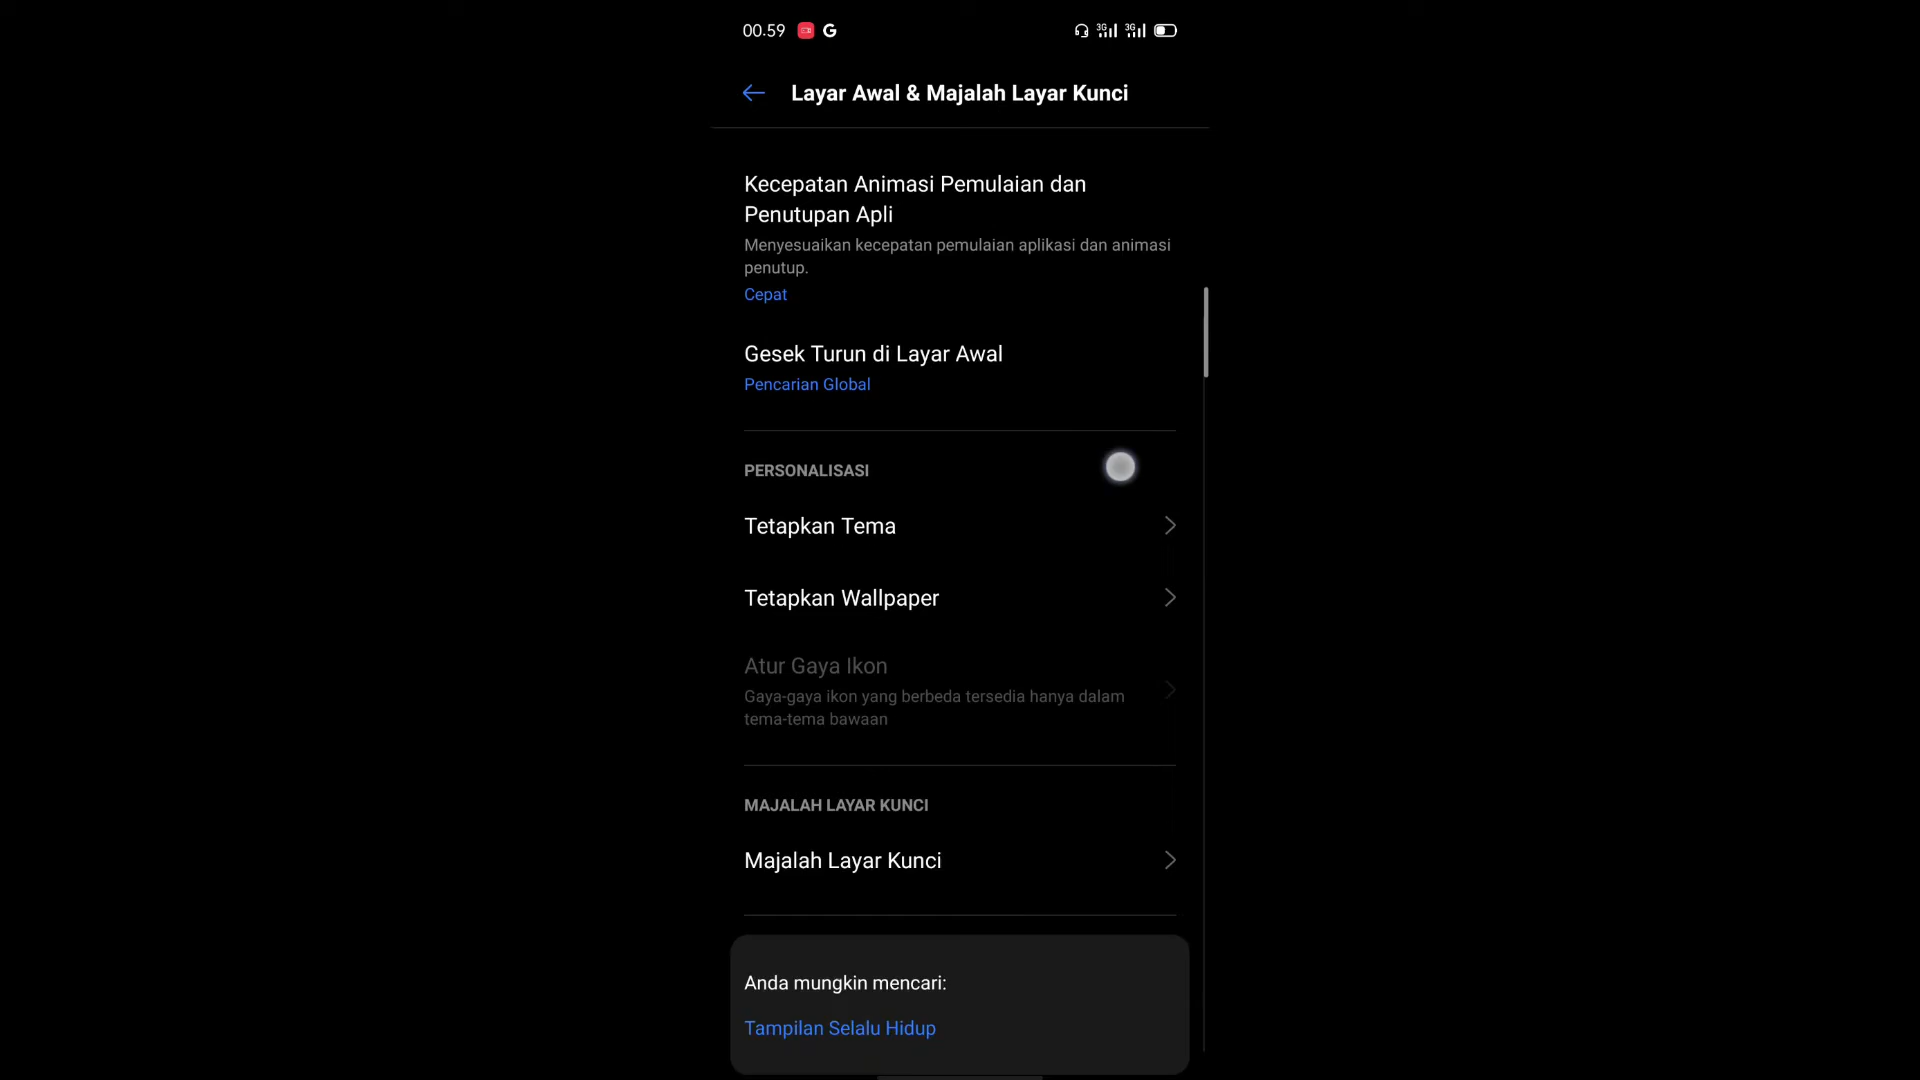 00.59 G 3G 3G
Layar Awal & Majalah Layar Kunci
Kecepatan Animasi Pemulaian dan
Penutupan Apli
Menyesuaikan kecepatan pemulaian aplikasi dan animasi
penutup.
Cepat
Gesek Turun di Layar Awal
Pencarian Global
PERSONALISASI
Tetapkan Tema
Tetapkan Wallpaper
Atur Gaya Ikon
Gaya-gaya ikon yang berbeda tersedia hanya dalam
tema-tema bawaan
MAJALAH LAYAR KUNCI
Majalah Layar Kunci
Anda mungkin mencari:
Tampilan Selalu Hidup